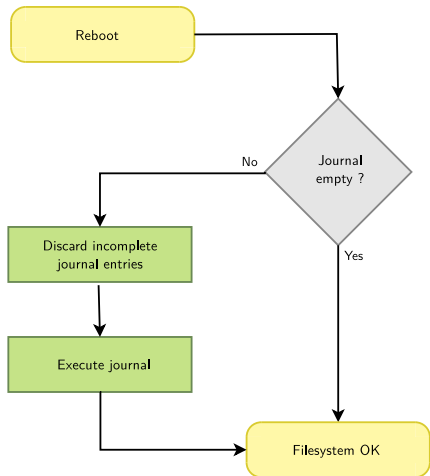 Reboot
Journal
empty ?
No
Yes
Discard incomplete
journal entries
Execute journal
Filesystem OK